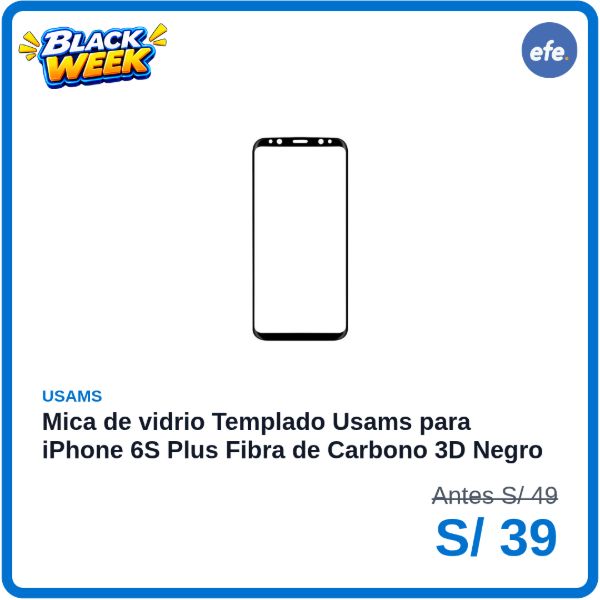 BLACK
WEEK
efe.
USAMS
Mica de vidrio Templado Usams para
iPhone 6S Plus Fibra de Carbono 3D Negro
Antes S/ 49
S/ 39